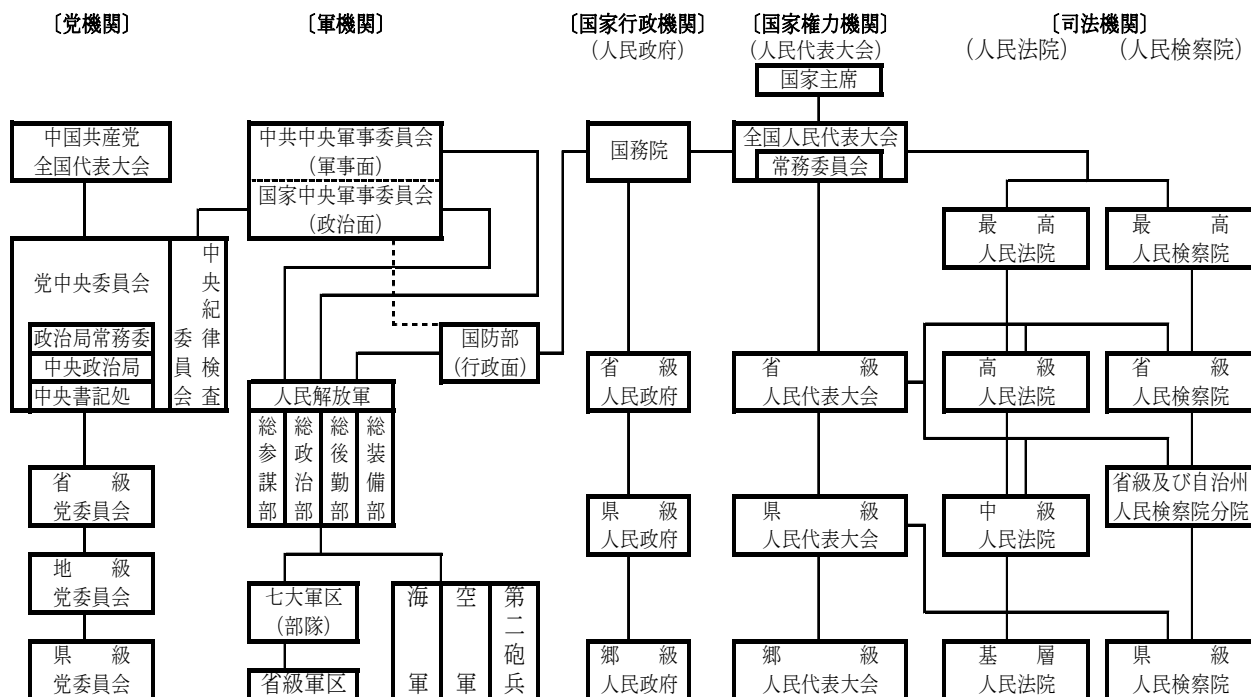 〔党機関〕
〔軍機関〕
〔国家行政機関〕
(人民政府)
〔国家権力機関〕
(人民代表大会)
〔司法機関〕
(人民法院)
(人民検察院)
国家主席
中国共産党
全国代表大会
中共中央軍事委員会
(軍事面)
国家中央軍事委員会
(政治面)
国務院
全国人民代表大会
常務委員会
最 高
人民法院
最 高
人民検察院
党中央委員会
政治局常務委
中央政治局
中央書記処
中央紀律検査
委員会
国防部
(行政面)
省 級
人民政府
省 級
人民代表大会
高 級
人民法院
省 級
人民検察院
人民解放軍
総参謀部
総政治部
総後勤部
総装備部
省 級
党委員会
県 級
人民政府
県 級
人民代表大会
中 級
人民法院
省級及び自治州
人民検察院分院
地 級
党委員会
七大軍区
(部隊)
海 軍
空 軍
第二砲兵
県 級
党委員会
省級軍区
郷 級
人民政府
郷 級
人民代表大会
基 層
人民法院
県 級
人民検察院